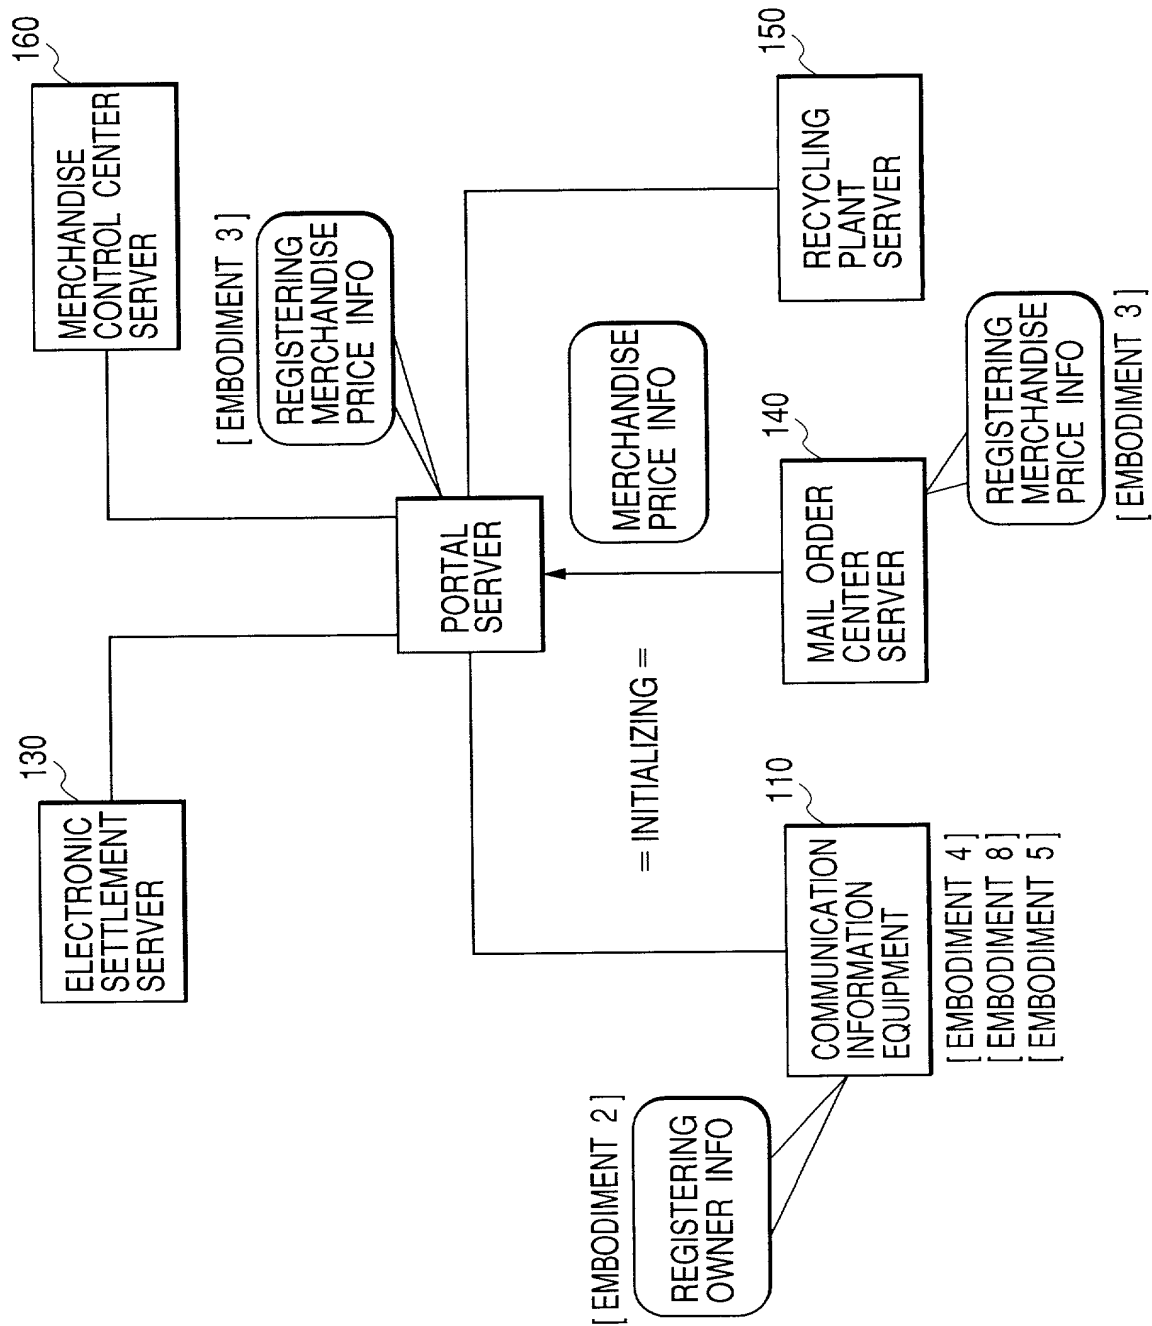 130
ELECTRONIC
SETTLEMENT
SERVER
160
MERCHANDISE
CONTROL CENTER
SERVER
[EMBODIMENT 3]
REGISTERING
MERCHANDISE
PRICE INFO
PORTAL
SERVER
MERCHANDISE
PRICE INFO
= INITIALIZING =
[EMBODIMENT 2]
REGISTERING
OWNER INFO
110
COMMUNICATION
INFORMATION
EQUIPMENT
[EMBODIMENT 4]
[EMBODIMENT 8]
[EMBODIMENT 5]
140
MAIL ORDER
CENTER
SERVER
REGISTERING
MERCHANDISE
PRICE INFO
[EMBODIMENT 3]
150
RECYCLING
PLANT
SERVER